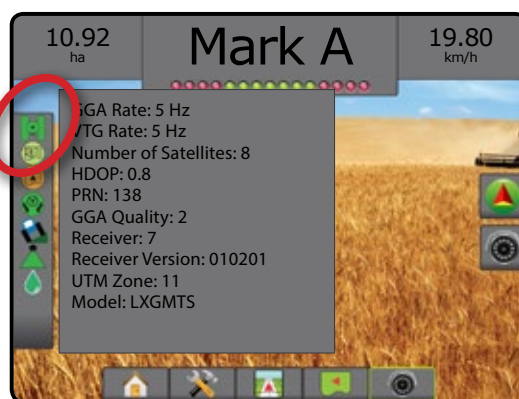 10.92
ha
Mark A
19.80
km/h
GGA Rate: 5 Hz
VTG Rate: 5 Hz
Number of Satellites: 8
HDOP: 0.8
PRN: 138
GGA Quality: 2
Receiver: 7
Receiver Version: 010201
UTM Zone: 11
Model: LXGMTS